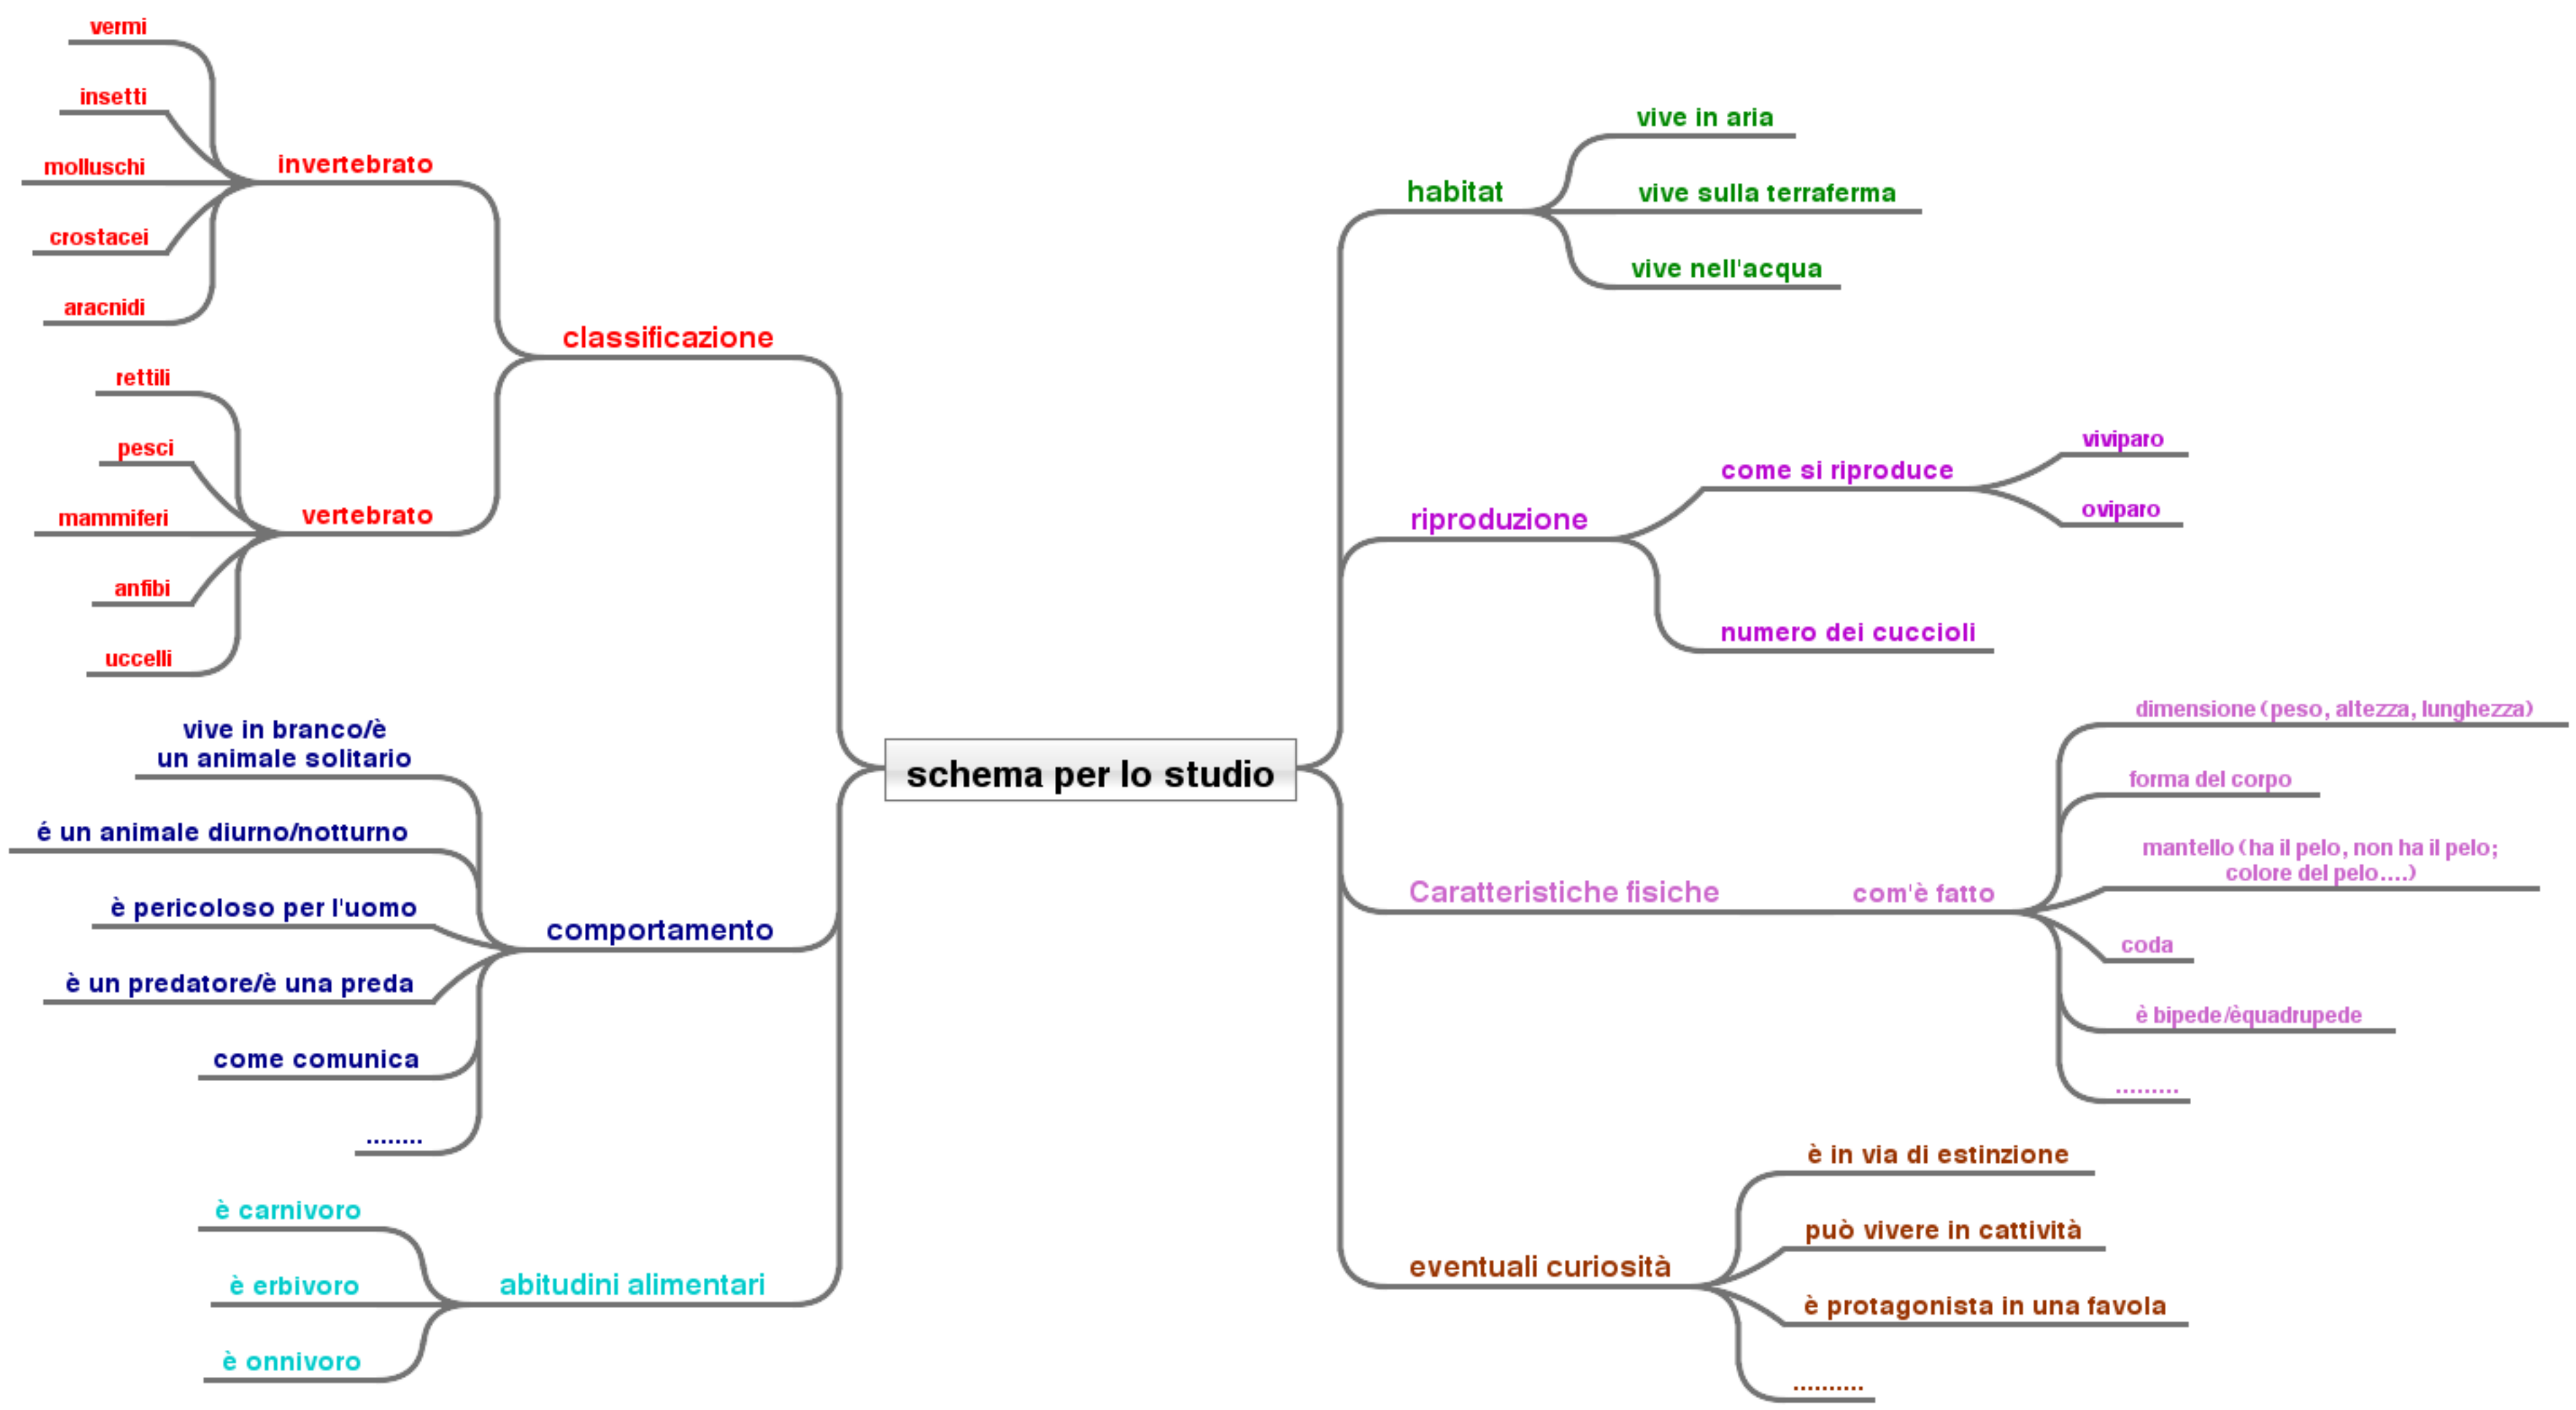 vermi
insetti
molluschi
crostacei
aracnidi
invertebrato
rettili
pesci
mammiferi
anfibi
uccelli
vertebrato
classificazione
vive in branco/è
un animale solitario
é un animale diurno/notturno
è pericoloso per l'uomo
è un predatore/è una preda
come comunica
........
comportamento
è carnivoro
è erbivoro
è onnivoro
abitudini alimentari
schema per lo studio
habitat
vive in aria
vive sulla terraferma
vive nell'acqua
riproduzione
come si riproduce
viviparo
oviparo
numero dei cuccioli
Caratteristiche fisiche
com'è fatto
dimensione (peso, altezza, lunghezza)
forma del corpo
mantello (ha il pelo, non ha il pelo;
colore del pelo....)
coda
è bipede/èquadrupede
.........
eventuali curiosità
è in via di estinzione
può vivere in cattività
è protagonista in una favola
..........